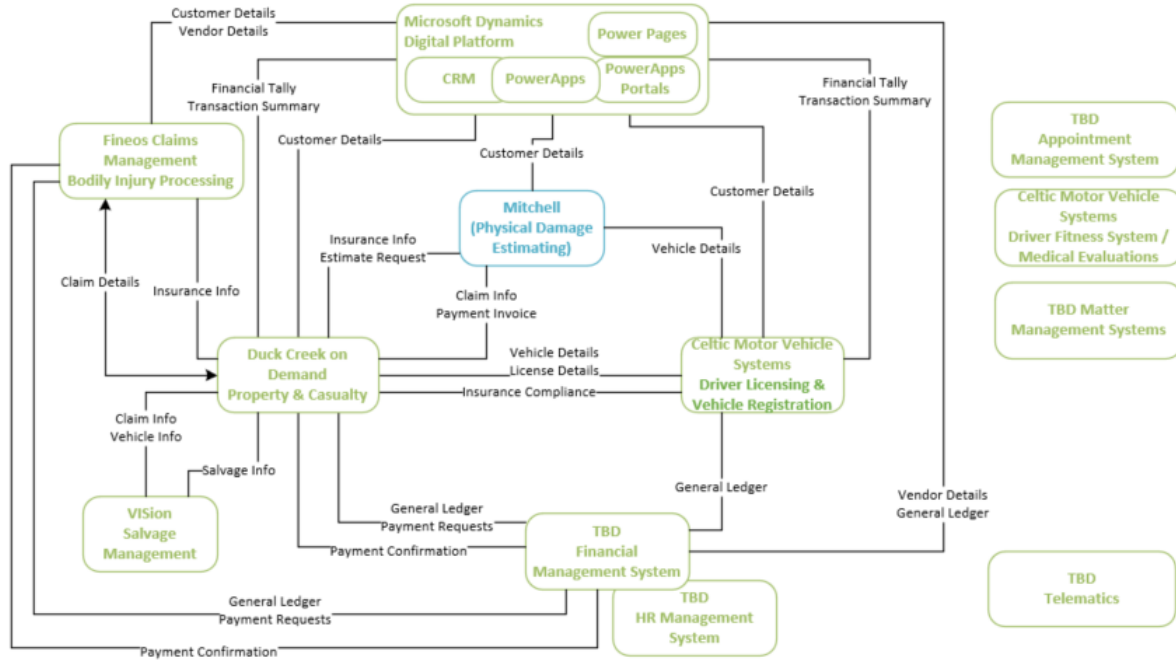 Customer Details
Vendor Details
Microsoft Dynamics
Digital Platform
Power Pages
CRM
PowerApps
PowerApps
Portals
Financial Tally
Transaction Summary
Financial Tally
Transaction Summary
Fineos Claims
Management
Bodily Injury Processing
Customer Details
Customer Details
Customer Details
TBD
Appointment
Management System
Mitchell
(Physical Damage
Estimating)
Celtic Motor Vehicle
Systems
Driver Fitness System /
Medical Evaluations
Insurance Info
Estimate Request
Vehicle Details
Claim Details
Insurance Info
Claim Info
Payment Invoice
TBD Matter
Management Systems
Duck Creek on
Demand
Property & Casualty
Vehicle Details
License Details
Insurance Compliance
Celtic Motor Vehicle
Systems
Driver Licensing &
Vehicle Registration
Claim Info
Vehicle Info
Salvage Info
VISion
Salvage
Management
General Ledger
Payment Requests
Payment Confirmation
General Ledger
Vendor Details
General Ledger
TBD
Financial
Management System
General Ledger
Payment Requests
Payment Confirmation
TBD
HR Management
System
TBD
Telematics